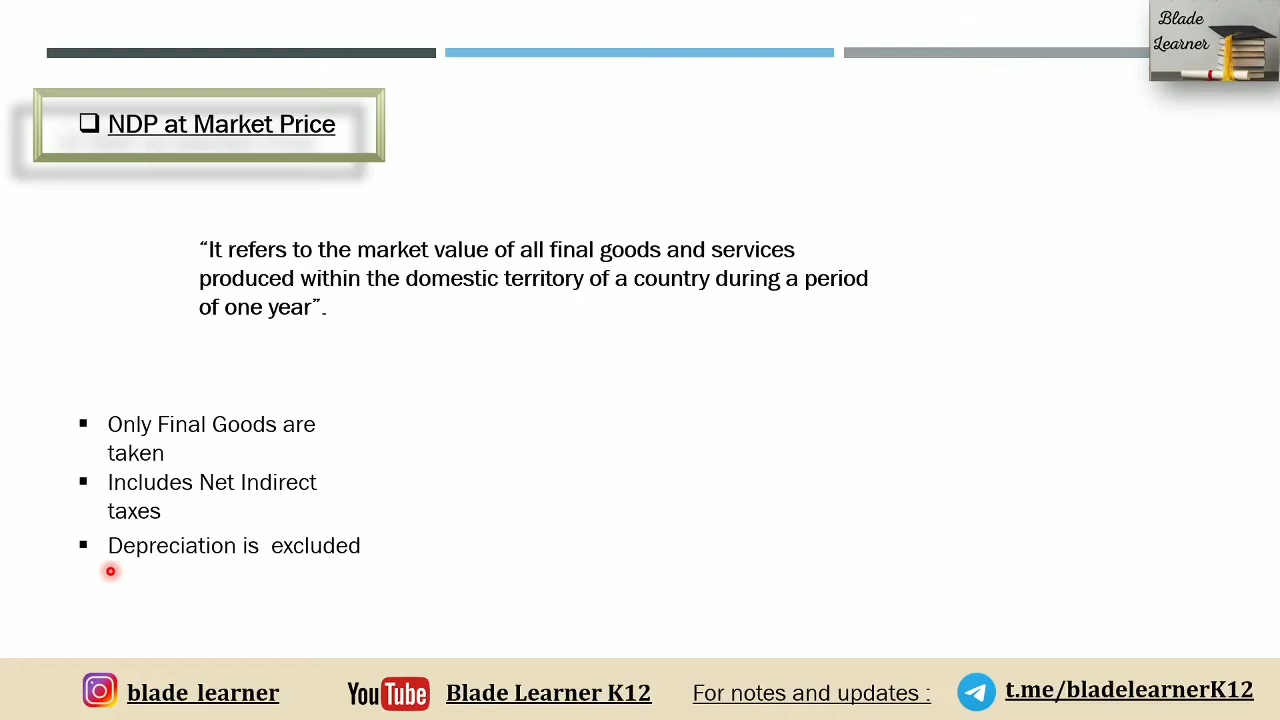 Blade
Learner
❑ NDP at Market Price
“It refers to the market value of all final goods and services
produced within the domestic territory of a country during a period
of one year”.
▪ Only Final Goods are
taken
▪ Includes Net Indirect
taxes
▪ Depreciation is  excluded
blade_learner
YouTube
Blade Learner K12
For notes and updates :
t.me/bladelearnerK12